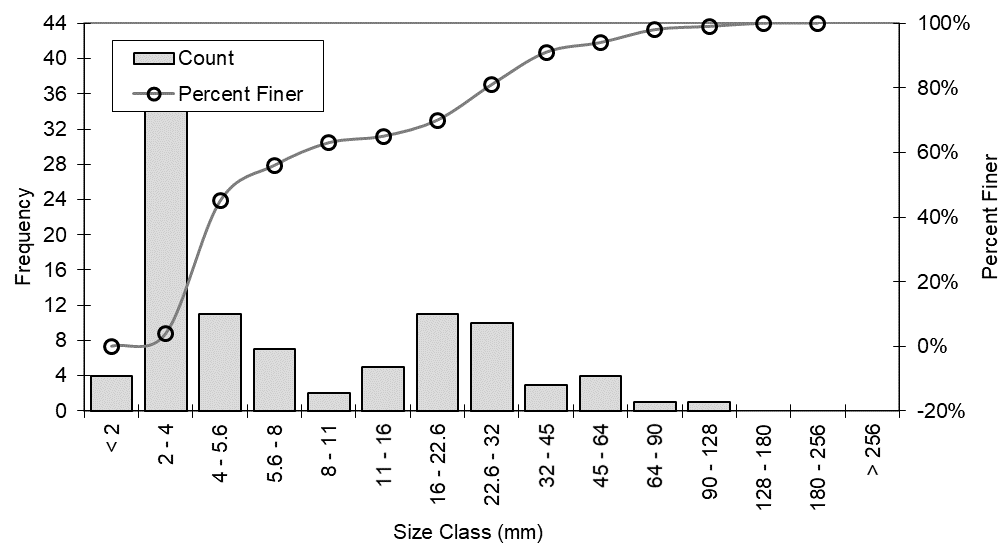 44
40
36
32
28
24
20
16
12
8
4
0
Frequency
Count
Percent Finer
100%
80%
60%
40%
20%
0%
-20%
Percent Finer
< 2
2 - 4
4 - 5.6
5.6 - 8
8 - 11
11 - 16
16 - 22.6
22.6 - 32
32 - 45
45 - 64
64 - 90
90 - 128
128 - 180
180 - 256
> 256
Size Class (mm)